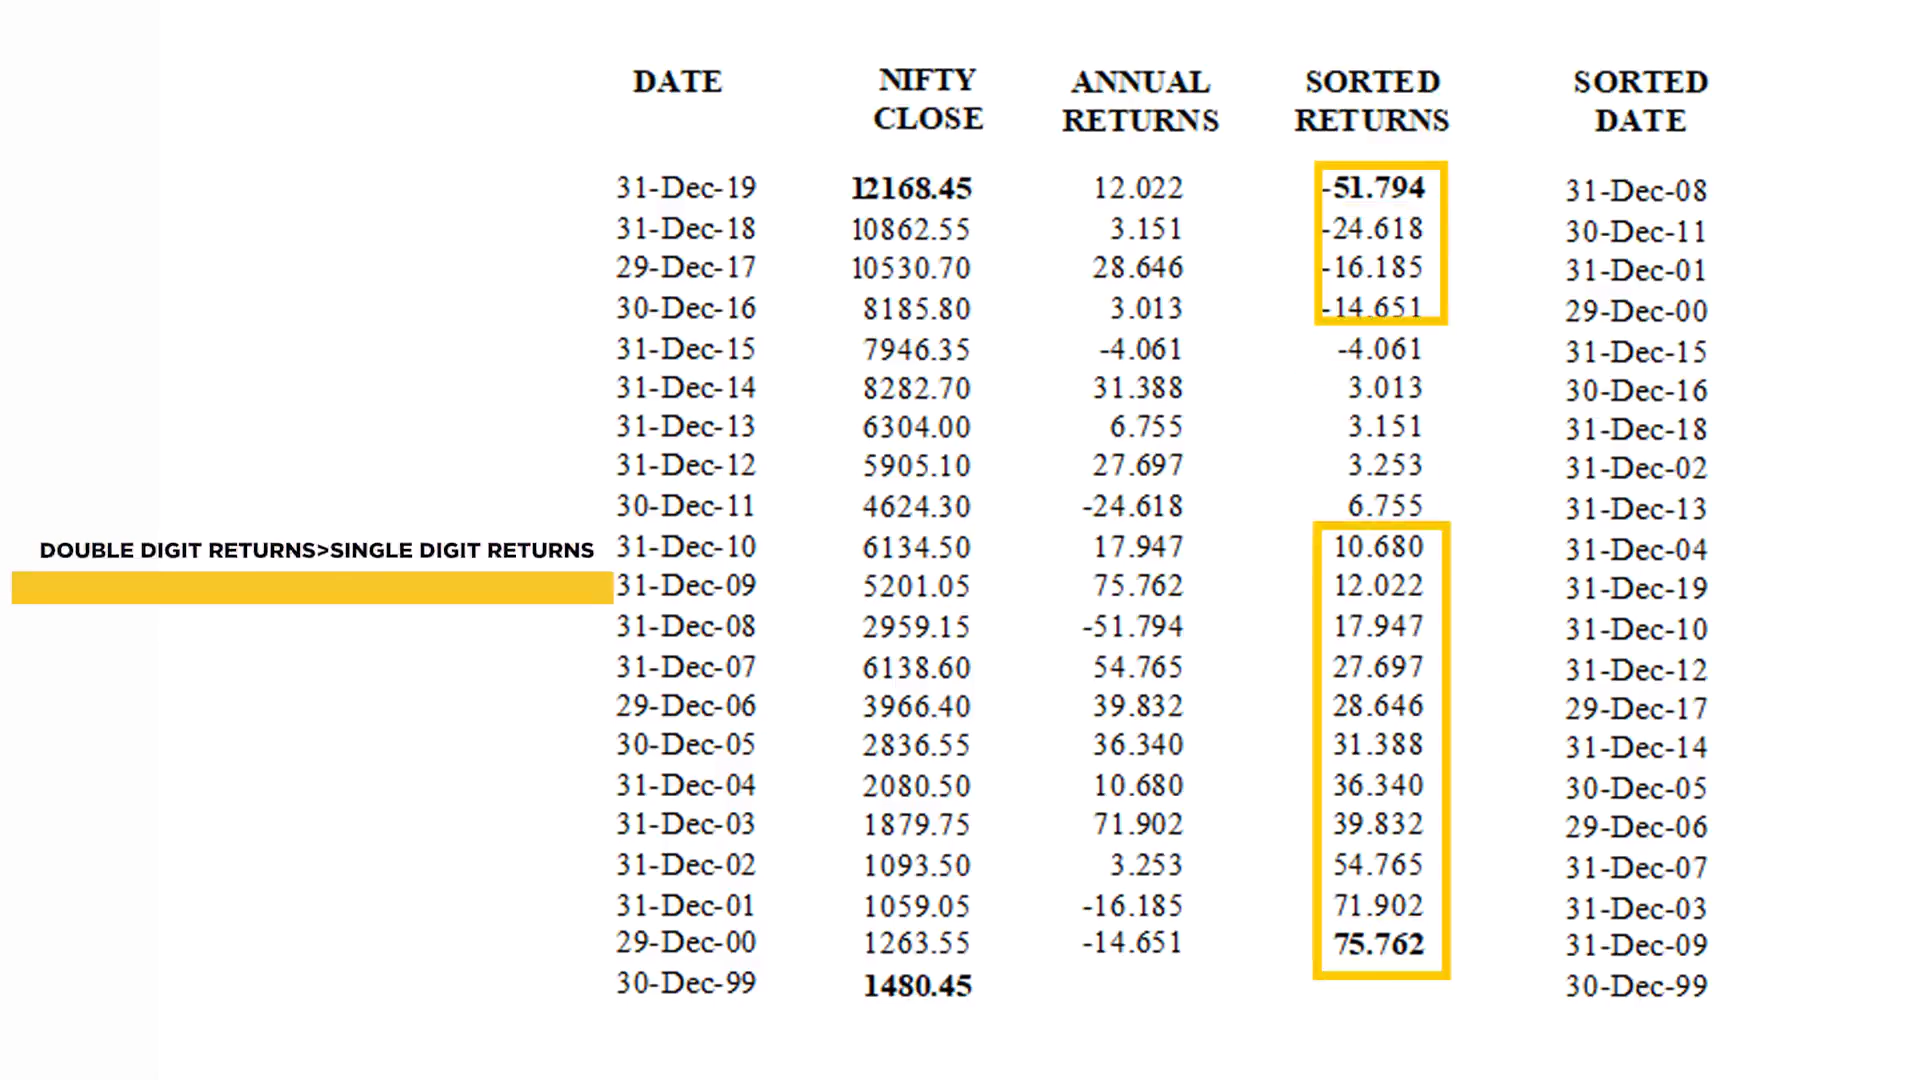 DATE NIFTY CLOSE ANNUAL RETURNS SORTED RETURNS SORTED DATE
31-Dec-19 12168.45 12.022 -51.794 31-Dec-08
31-Dec-18 10862.55 3.151 -24.618 30-Dec-11
29-Dec-17 10530.70 28.646 -16.185 31-Dec-01
30-Dec-16 8185.80 3.013 -14.651 29-Dec-00
31-Dec-15 7946.35 -4.061 -4.061 31-Dec-15
31-Dec-14 8282.70 31.388 3.013 30-Dec-16
31-Dec-13 6304.00 6.755 3.151 31-Dec-18
31-Dec-12 5905.10 27.697 3.253 31-Dec-02
30-Dec-11 4624.30 -24.618 6.755 31-Dec-13
DOUBLE DIGIT RETURNS>SINGLE DIGIT RETURNS
31-Dec-10 6134.50 17.947 10.680 31-Dec-04
31-Dec-09 5201.05 75.762 12.022 31-Dec-19
31-Dec-08 2959.15 -51.794 17.947 31-Dec-10
31-Dec-07 6138.60 54.765 27.697 31-Dec-12
29-Dec-06 3966.40 39.832 28.646 29-Dec-17
30-Dec-05 2836.55 36.340 31.388 31-Dec-14
31-Dec-04 2080.50 10.680 36.340 30-Dec-05
31-Dec-03 1879.75 71.902 39.832 29-Dec-06
31-Dec-02 1093.50 3.253 54.765 31-Dec-07
31-Dec-01 1059.05 -16.185 71.902 31-Dec-03
29-Dec-00 1263.55 -14.651 75.762 31-Dec-09
30-Dec-99 1480.45 30-Dec-99